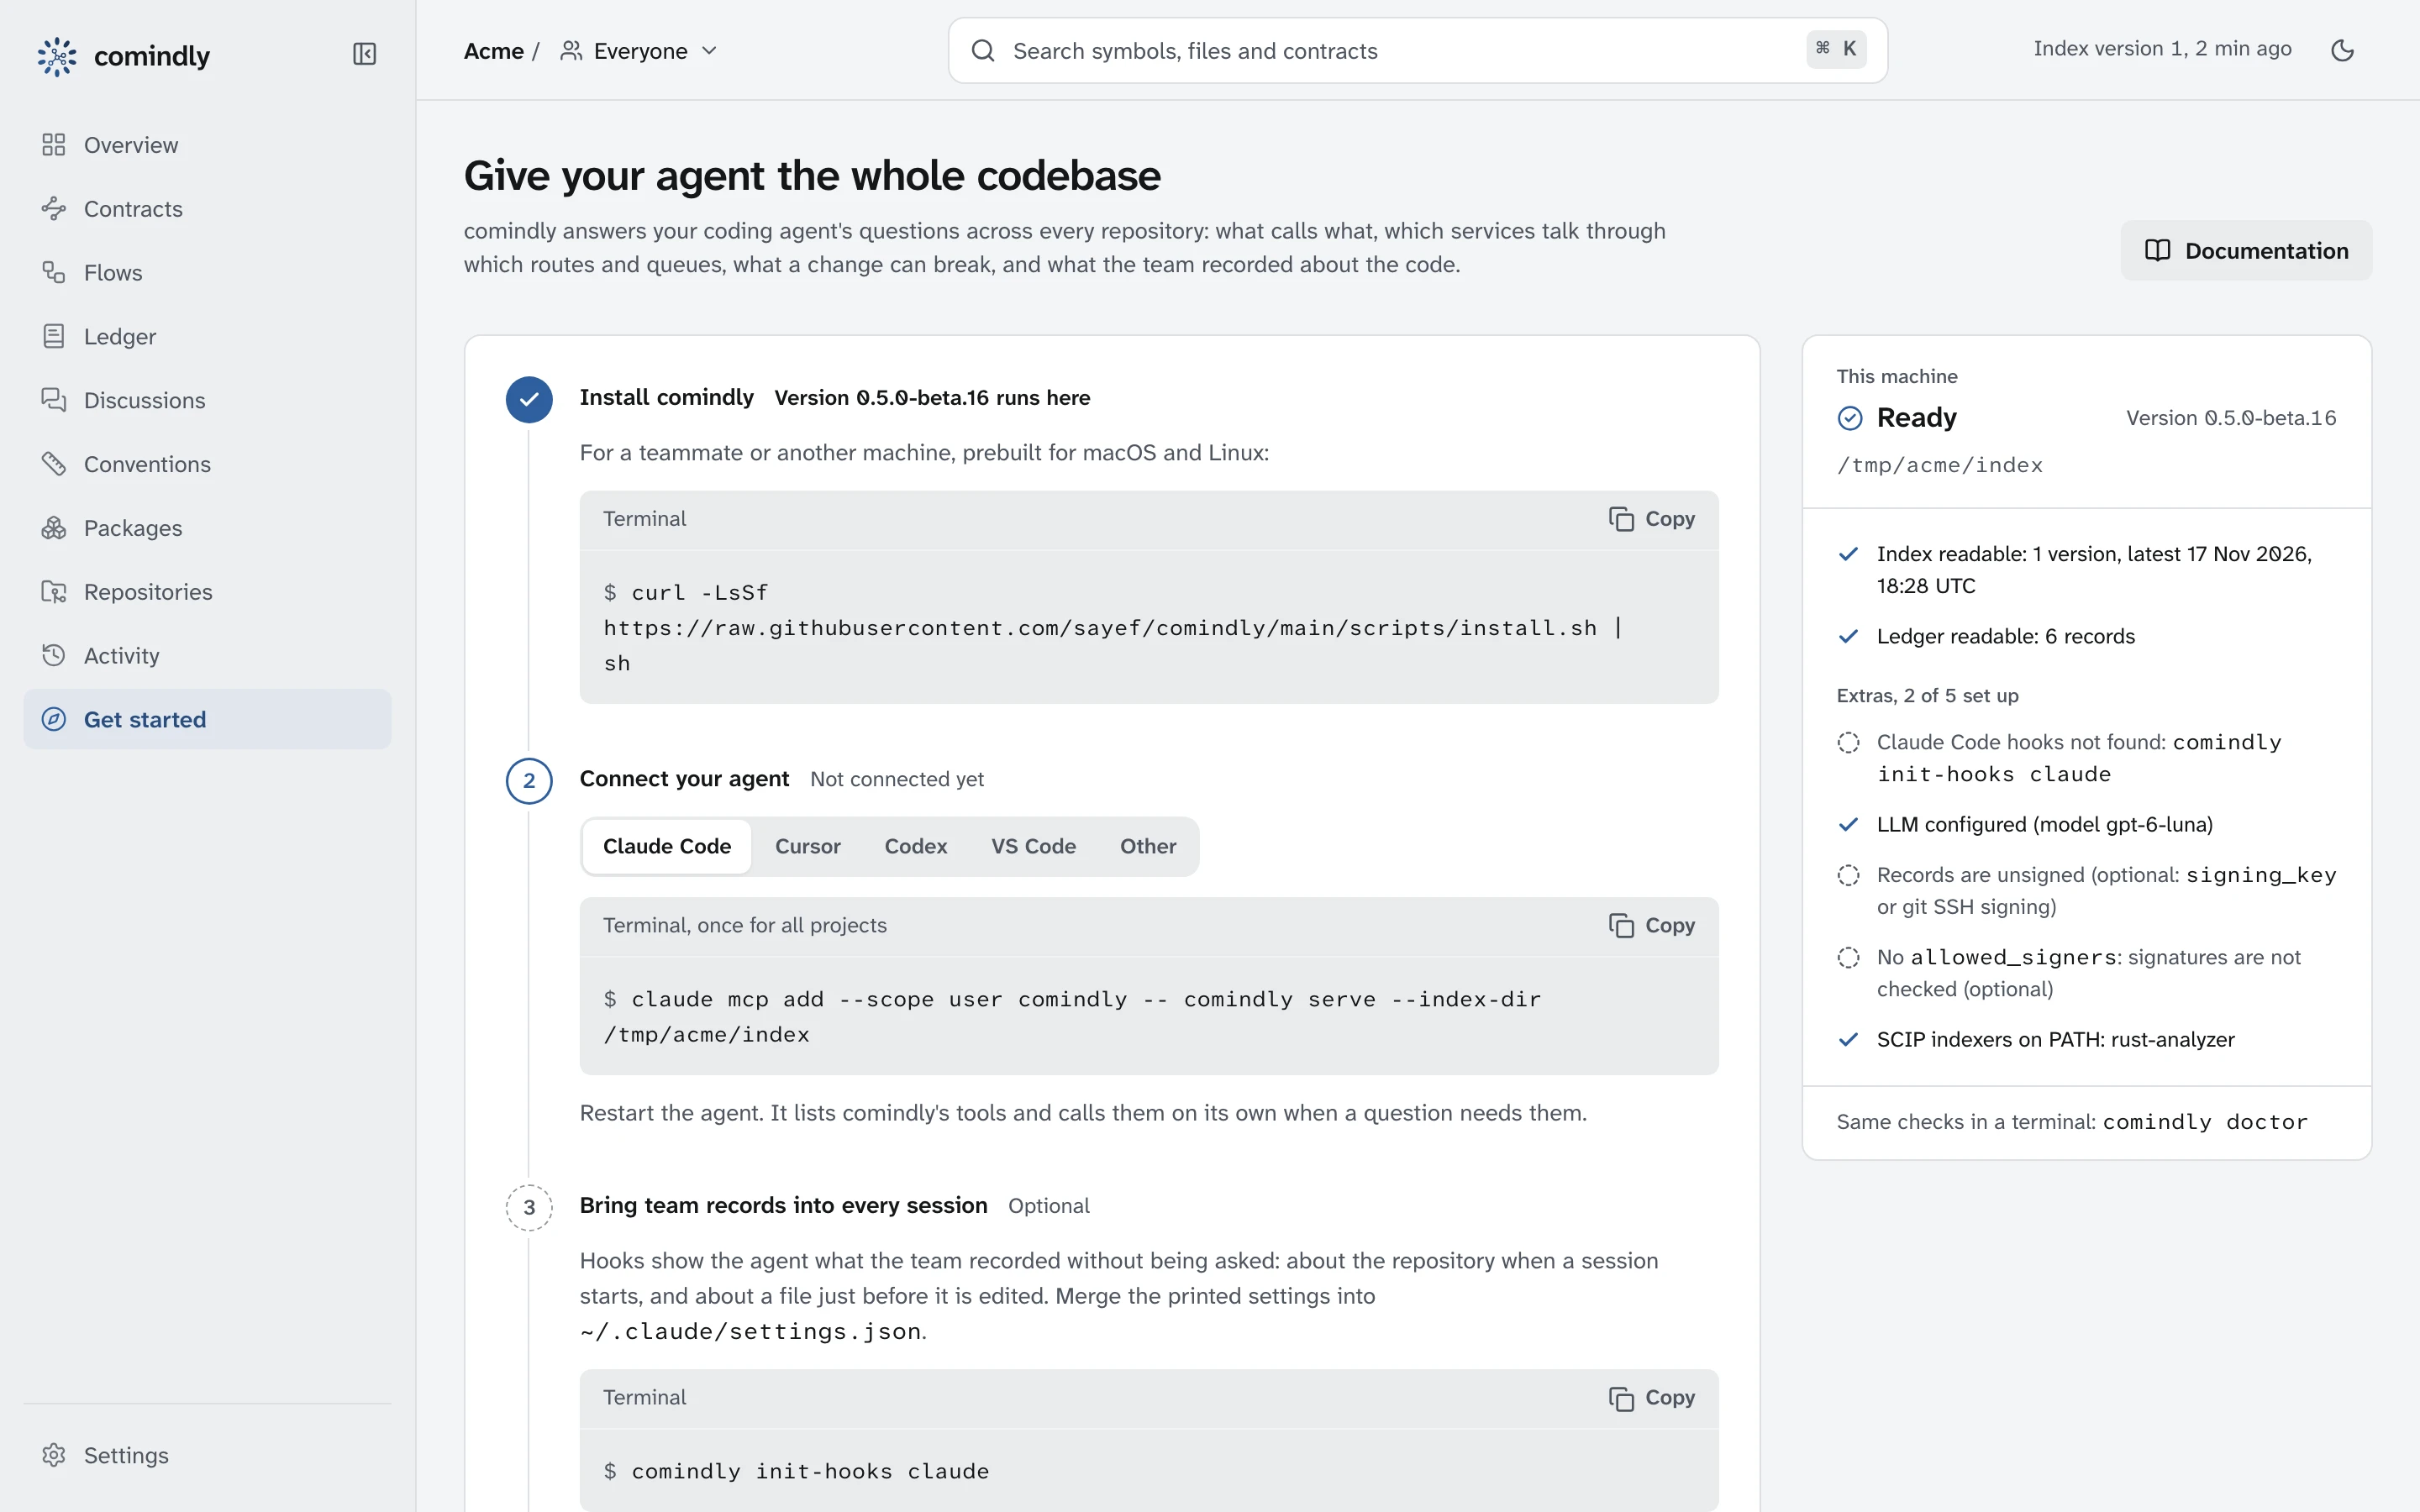 comindly
Overview
Contracts
Flows
Ledger
Discussions
Conventions
Packages
Repositories
Activity
Get started
Settings
Acme / Everyone
Search symbols, files and contracts
⌘ K
Index version 1, 2 min ago
Give your agent the whole codebase
comindly answers your coding agent's questions across every repository: what calls what, which services talk through
which routes and queues, what a change can break, and what the team recorded about the code.
Documentation
Install comindly Version 0.5.0-beta.16 runs here
For a teammate or another machine, prebuilt for macOS and Linux:
Terminal Copy
$ curl -LsSf
https://raw.githubusercontent.com/sayef/comindly/main/scripts/install.sh |
sh
2 Connect your agent Not connected yet
Claude Code Cursor Codex VS Code Other
Terminal, once for all projects Copy
$ claude mcp add --scope user comindly -- comindly serve --index-dir
/tmp/acme/index
Restart the agent. It lists comindly's tools and calls them on its own when a question needs them.
3 Bring team records into every session Optional
Hooks show the agent what the team recorded without being asked: about the repository when a session
starts, and about a file just before it is edited. Merge the printed settings into
~/.claude/settings.json.
Terminal Copy
$ comindly init-hooks claude
This machine
Ready Version 0.5.0-beta.16
/tmp/acme/index
Index readable: 1 version, latest 17 Nov 2026,
18:28 UTC
Ledger readable: 6 records
Extras, 2 of 5 set up
Claude Code hooks not found: comindly
init-hooks claude
LLM configured (model gpt-6-luna)
Records are unsigned (optional: signing_key
or git SSH signing)
No allowed_signers: signatures are not
checked (optional)
SCIP indexers on PATH: rust-analyzer
Same checks in a terminal: comindly doctor